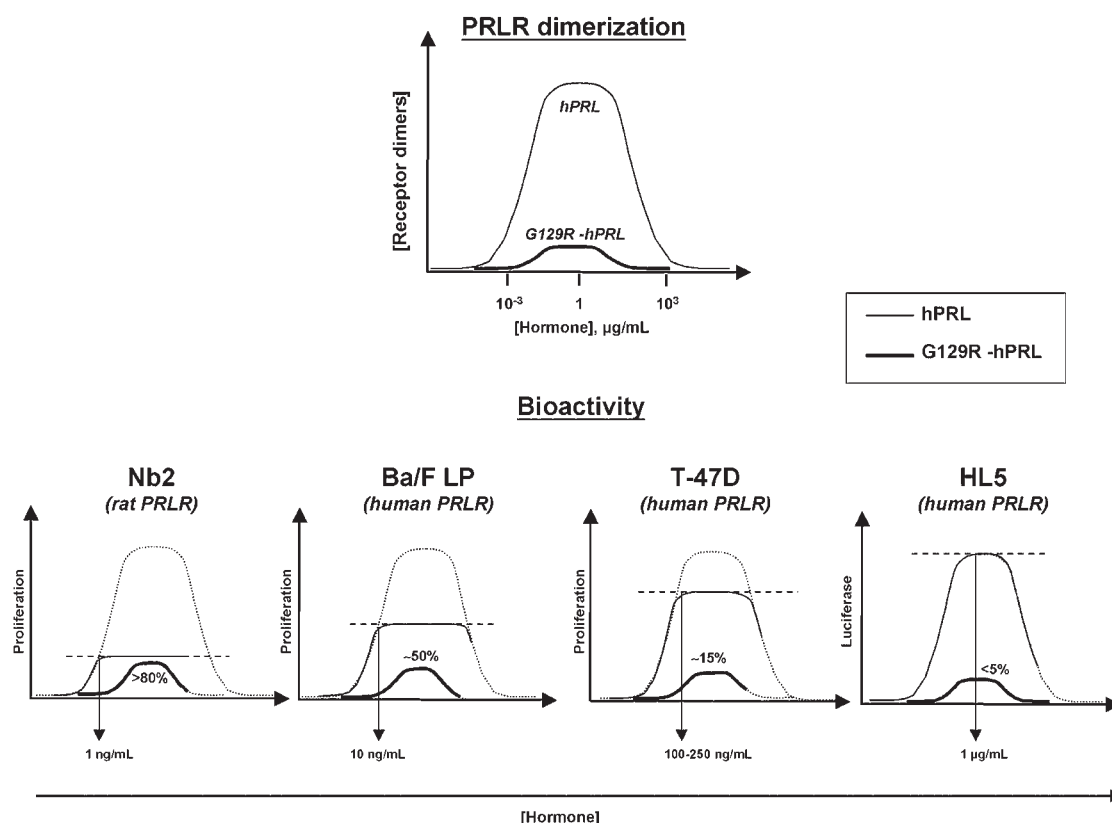 PRLR dimerization
[Receptor dimers]
hPRL
G129R -hPRL
10-3
1
103
[Hormone], µg/mL
hPRL
G129R -hPRL
Bioactivity
Nb2
(rat PRLR)
Proliferation
>80%
1 ng/mL
Ba/F LP
(human PRLR)
Proliferation
~50%
10 ng/mL
T-47D
(human PRLR)
Proliferation
~15%
100-250 ng/mL
HL5
(human PRLR)
Luciferase
<5%
1 µg/mL
[Hormone]